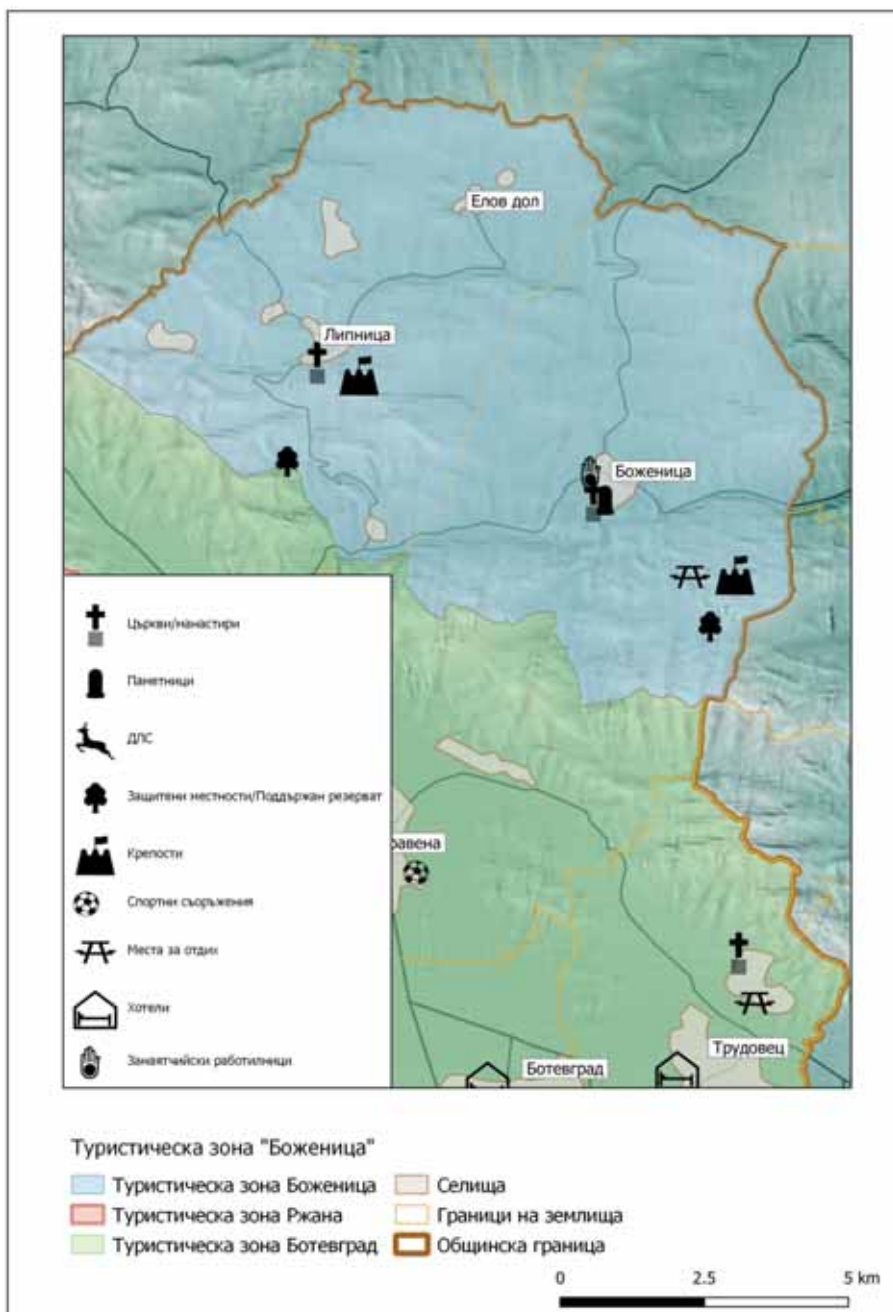 Елов дол
Липница
Боженица
Църкви/манастири
Паметници
ДЛС
Защитени местности/Поддържан резерват
Крепости
Спортни съоръжения
Места за отдих
Хотели
Занаятчийски работилници
равена
Трудовец
Ботевград
Туристическа зона "Боженица"
Туристическа зона Боженица
Селища
Туристическа зона Ржана
Граници на землища
Туристическа зона Ботевград
Общинска граница
0 2.5 5 km